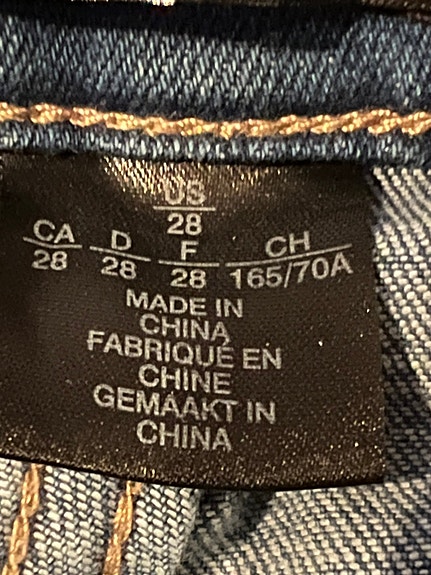 US
28
CA D F CH
28 28 28 165/70A
MADE IN
CHINA
FABRIQUÉ EN
CHINE
GEMAAKT IN
CHINA